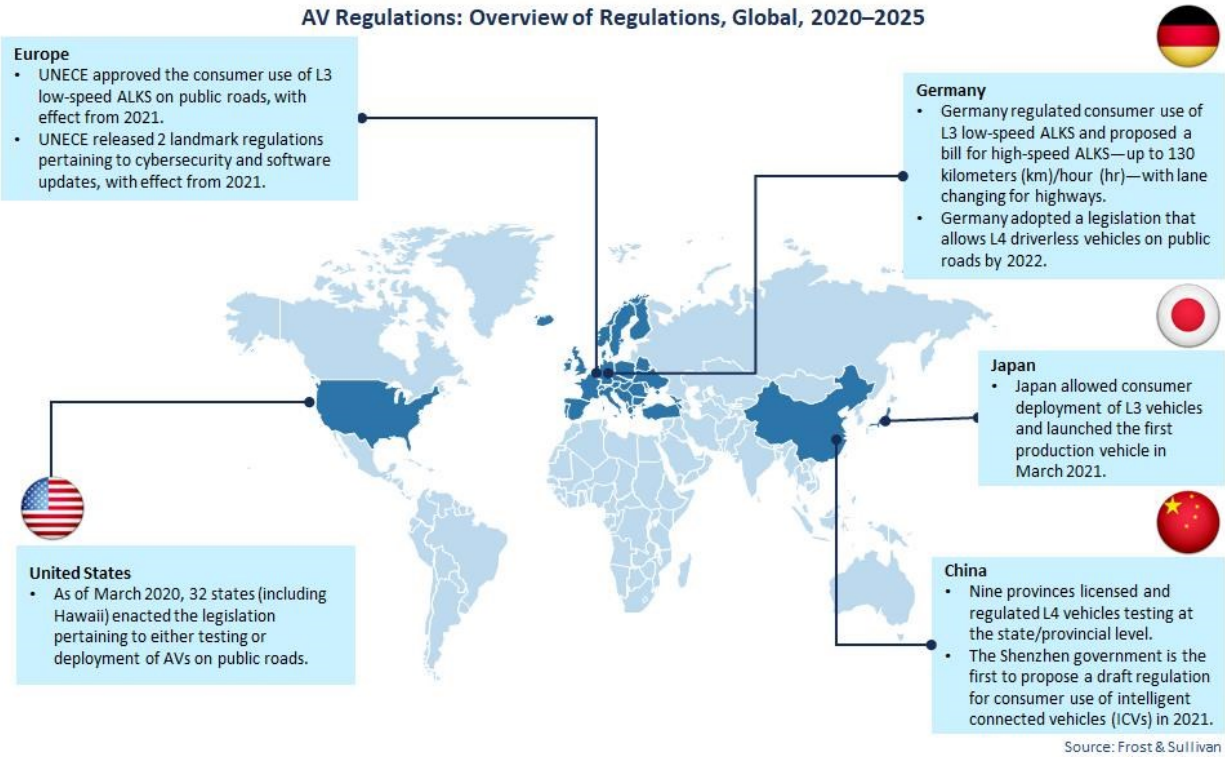 AV Regulations: Overview of Regulations, Global, 2020–2025
Europe
• UNECE approved the consumer use of L3
low-speed ALKS on public roads, with
effect from 2021.
• UNECE released 2 landmark regulations
pertaining to cybersecurity and software
updates, with effect from 2021.
Germany
• Germany regulated consumer use of
L3 low-speed ALKS and proposed a
bill for high-speed ALKS—up to 130
kilometers (km)/hour (hr)—with lane
changing for highways.
• Germany adopted a legislation that
allows L4 driverless vehicles on public
roads by 2022.
Japan
• Japan allowed consumer
deployment of L3 vehicles
and launched the first
production vehicle in
March 2021.
United States
• As of March 2020, 32 states (including
Hawaii) enacted the legislation
pertaining to either testing or
deployment of AVs on public roads.
China
• Nine provinces licensed and
regulated L4 vehicles testing at
the state/provincial level.
• The Shenzhen government is the
first to propose a draft regulation
for consumer use of intelligent
connected vehicles (ICVs) in 2021.
Source: Frost & Sullivan